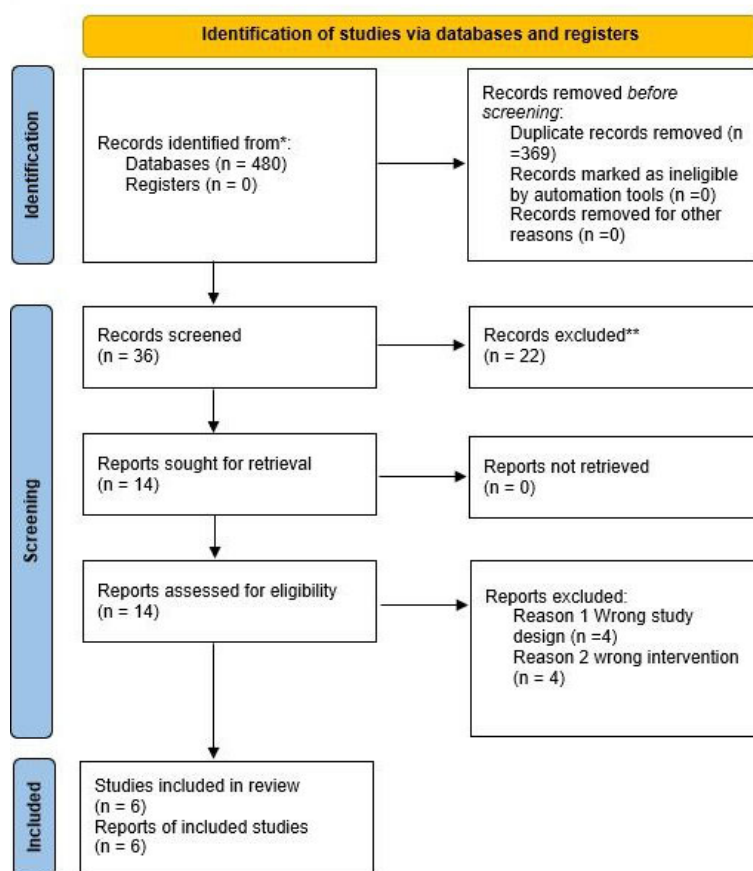 Identification of studies via databases and registers
Identification
Records identified from*:
Databases (n = 480)
Registers (n = 0)
Records removed before
screening:
Duplicate records removed (n
=369)
Records marked as ineligible
by automation tools (n =0)
Records removed for other
reasons (n =0)
Screening
Records screened
(n = 36)
Records excluded**
(n = 22)
Reports sought for retrieval
(n = 14)
Reports not retrieved
(n = 0)
Reports assessed for eligibility
(n = 14)
Reports excluded:
Reason 1 Wrong study
design (n =4)
Reason 2 wrong intervention
(n = 4)
Included
Studies included in review
(n = 6)
Reports of included studies
(n = 6)